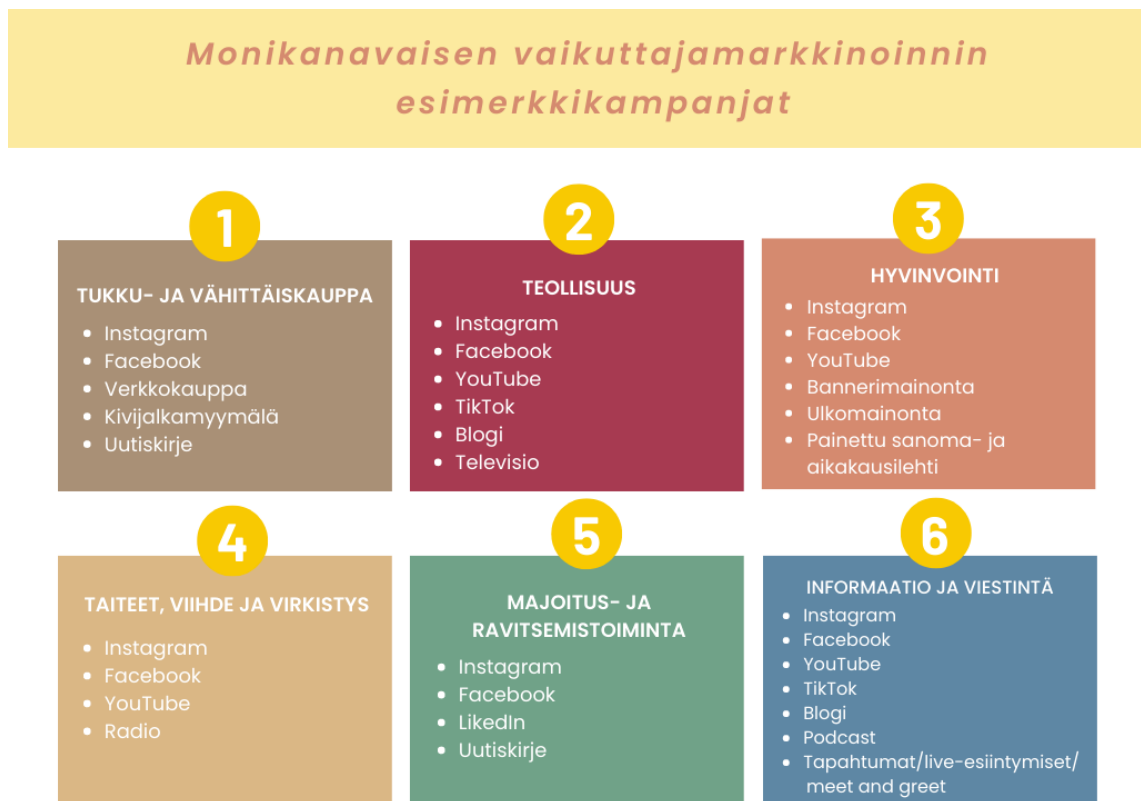 Monikanavaisen vaikuttajamarkkinoinnin
esimerkkikampanjat
1
TUKKU- JA VÄHITTÄISKAUPPA
• Instagram
• Facebook
• Verkkokauppa
• Kivijalkamyymälä
• Uutiskirje
2
TEOLLISUUS
• Instagram
• Facebook
• YouTube
• TikTok
• Blogi
• Televisio
3
HYVINVOINTI
• Instagram
• Facebook
• YouTube
• Bannerimainonta
• Ulkomainonta
• Painettu sanoma- ja
aikakausilehti
4
TAITEET, VIIHDE JA VIRKISTYS
• Instagram
• Facebook
• YouTube
• Radio
5
MAJOITUS- JA
RAVITSEMISTOIMINTA
• Instagram
• Facebook
• LikedIn
• Uutiskirje
6
INFORMAATIO JA VIESTINTÄ
• Instagram
• Facebook
• YouTube
• TikTok
• Blogi
• Podcast
• Tapahtumat/live-esiintymiset/
meet and greet